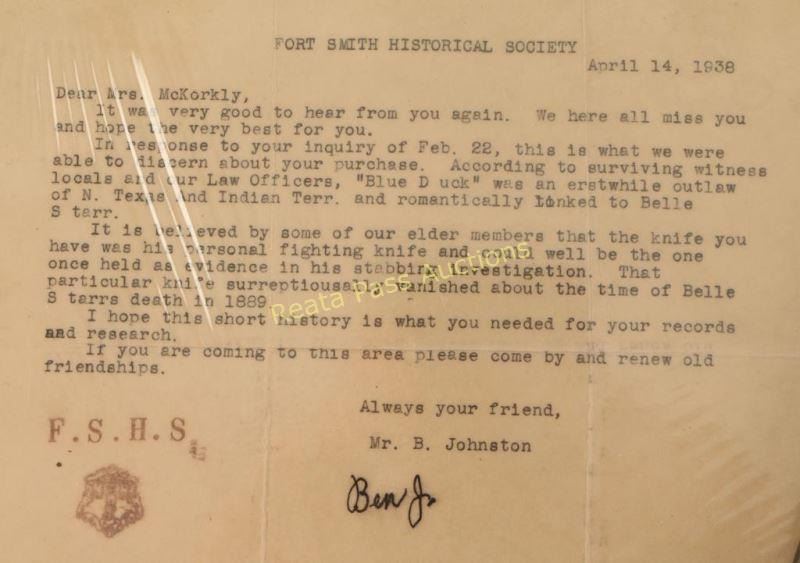 FORT SMITH HISTORICAL SOCIETY
April 14, 1938
Dear Mrs. McKorkly,
It was very good to hear from you again. We here all miss you
and hope the very best for you.
In response to your inquiry of Feb. 22, this is what we were
able to discern about your purchase. According to surviving witness
locals and our Law Officers, "Blue D uck" was an erstwhile outlaw
of N. Texas And Indian Terr. and romantically linked to Belle
S tarr.
It is believed by some of our elder members that the knife you
have was his personal fighting knife and could well be the one
once held as evidence in his stabbing investigation. That
particular knife surreptiousally vanished about the time of Belle
S tarrs death in 1889
I hope this short history is what you needed for your records
and research.
If you are coming to this area please come by and renew old
friendships.
Always your friend,
Mr. B. Johnston
Ben Jr
F.S.H.S.
Reata Pass Auctions